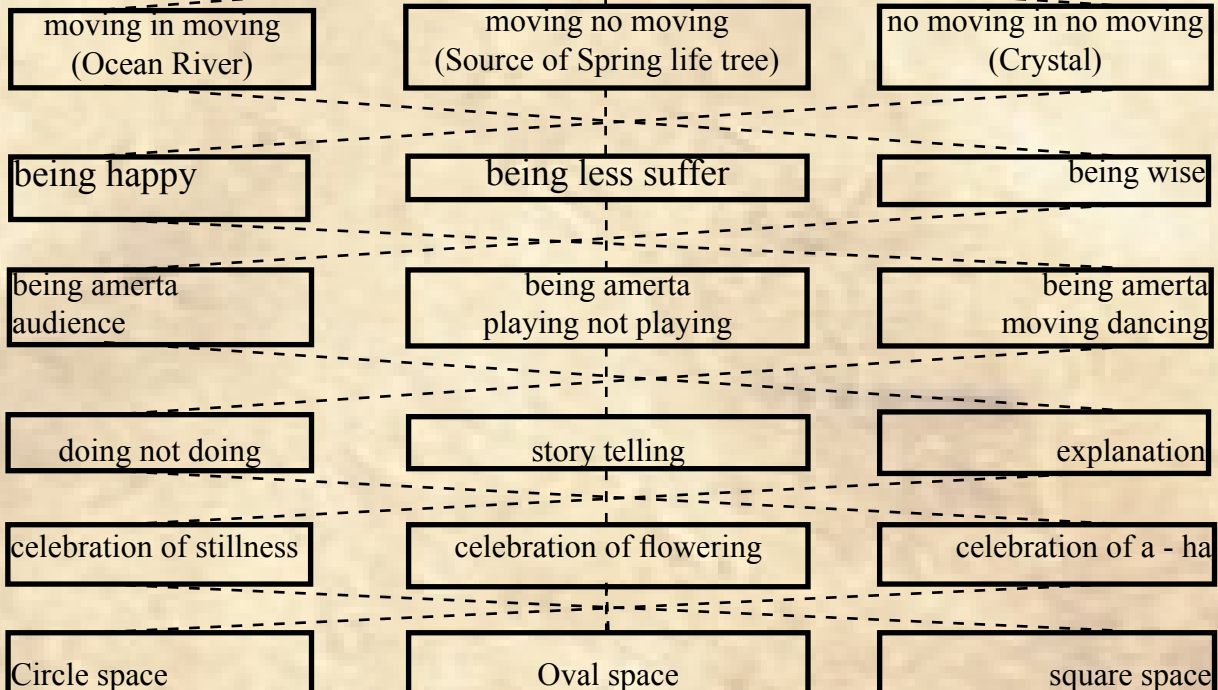 moving in moving
(Ocean River)
moving no moving
(Source of Spring life tree)
no moving in no moving
(Crystal)
being happy
being less suffer
being wise
being amerta
audience
being amerta
playing not playing
being amerta
moving dancing
doing not doing
story telling
explanation
celebration of stillness
celebration of flowering
celebration of a - ha
Circle space
Oval space
square space